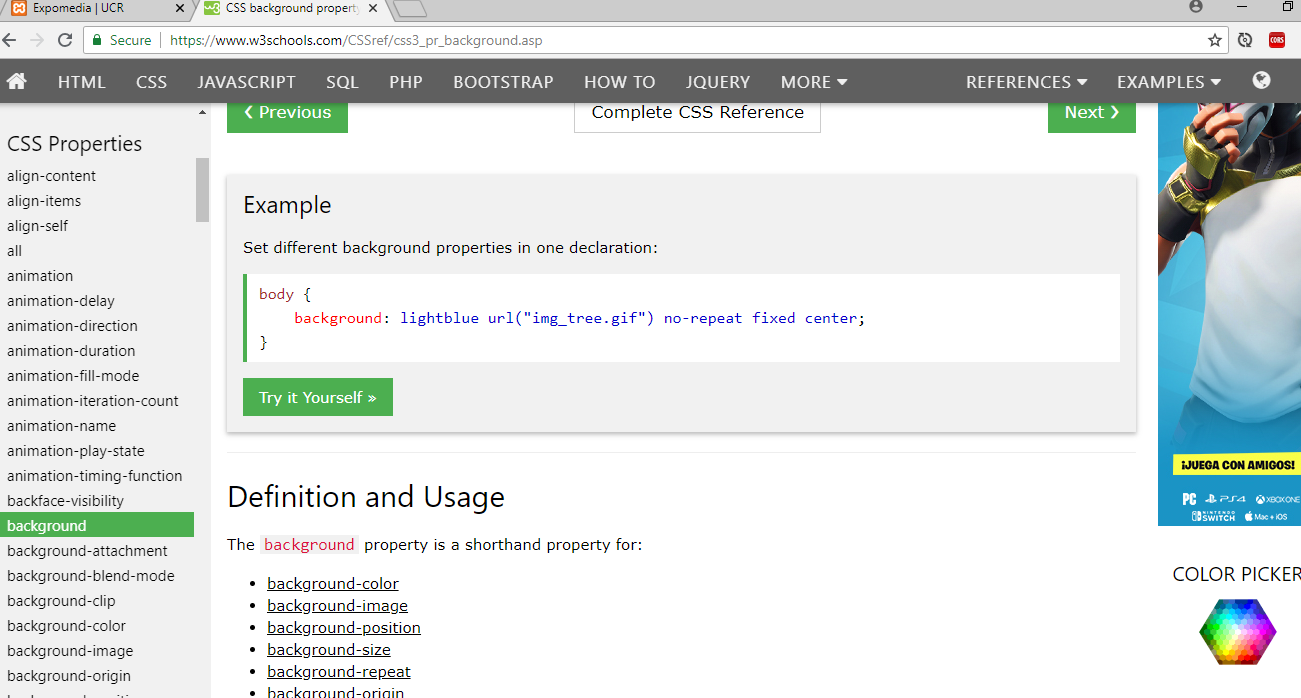 Expomedia | UCR
CSS background property
Secure
https://www.w3schools.com/CSSref/css3_pr_background.asp
CORS
HTML CSS JAVASCRIPT SQL PHP BOOTSTRAP HOW TO JQUERY MORE REFERENCES EXAMPLES
CSS Properties
align-content
align-items
align-self
all
animation
animation-delay
animation-direction
animation-duration
animation-fill-mode
animation-iteration-count
animation-name
animation-play-state
animation-timing-function
backface-visibility
background
background-attachment
background-blend-mode
background-clip
background-color
background-image
background-origin
❮ Previous
Complete CSS Reference
Next ❯
Example
Set different background properties in one declaration:
body {
background: lightblue url("img_tree.gif") no-repeat fixed center;
}
Try it Yourself »
Definition and Usage
The background property is a shorthand property for:
background-color
background-image
background-position
background-size
background-repeat
background-origin
¡JUEGA CON AMIGOS!
PC PS4 XBOX ONE
NINTENDO SWITCH Mac + iOS
COLOR PICKER